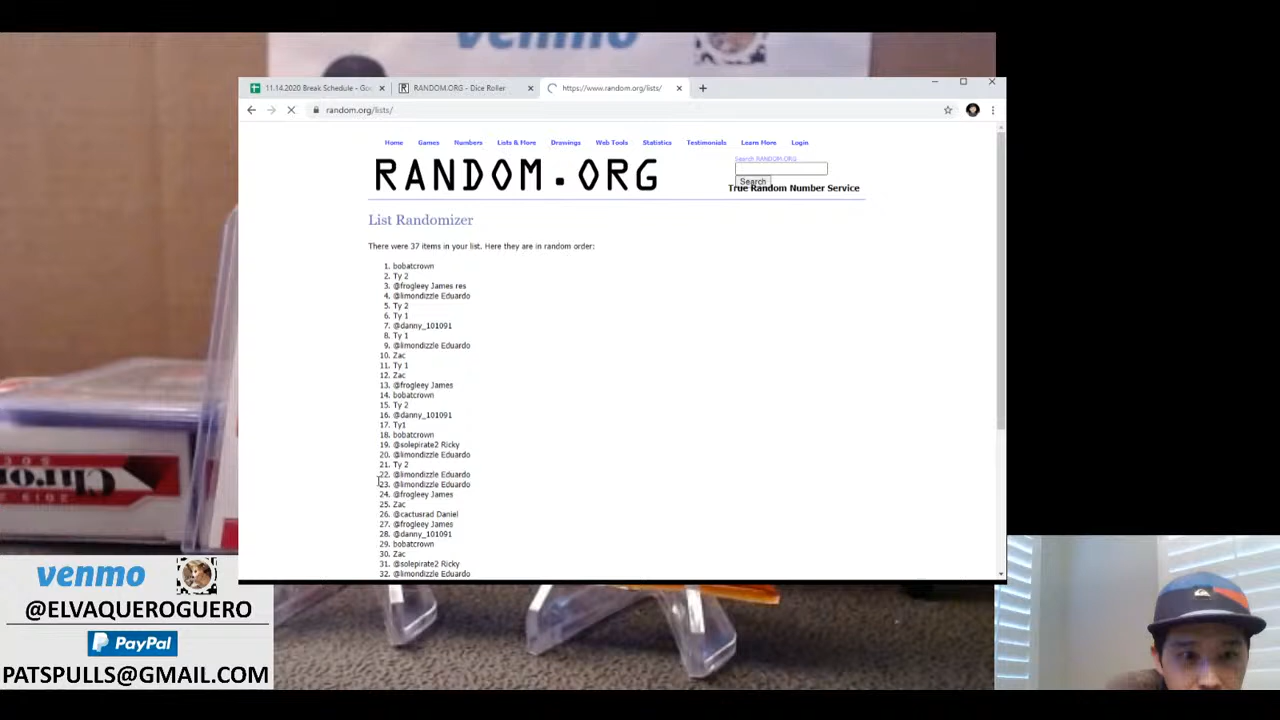 venmo
11.14.2020 Break Schedule - Goo
RANDOM.ORG - Dice Roller
https://www.random.org/lists/
random.org/lists/
Home Games Numbers Lists & More Drawings Web Tools Statistics Testimonials Learn More Login
RANDOM.ORG
Search RANDOM.ORG
Search
True Random Number Service
List Randomizer
There were 37 items in your list. Here they are in random order:
1. bobatcrown
2. Ty 2
3. @frogleey James res
4. @limondizzle Eduardo
5. Ty 2
6. Ty 1
7. @danny_101091
8. Ty 1
9. @limondizzle Eduardo
10. Zac
11. Ty 1
12. Zac
13. @frogleey James
14. bobatcrown
15. Ty 2
16. @danny_101091
17. Ty1
18. bobatcrown
19. @solepirate2 Ricky
20. @limondizzle Eduardo
21. Ty 2
22. @limondizzle Eduardo
23. @limondizzle Eduardo
24. @frogleey James
25. Zac
26. @cactusrad Daniel
27. @frogleey James
28. @danny_101091
29. bobatcrown
30. Zac
31. @solepirate2 Ricky
32. @limondizzle Eduardo
venmo
@ELVAQUEROGUERO
PayPal
PATSPULLS@GMAIL.COM